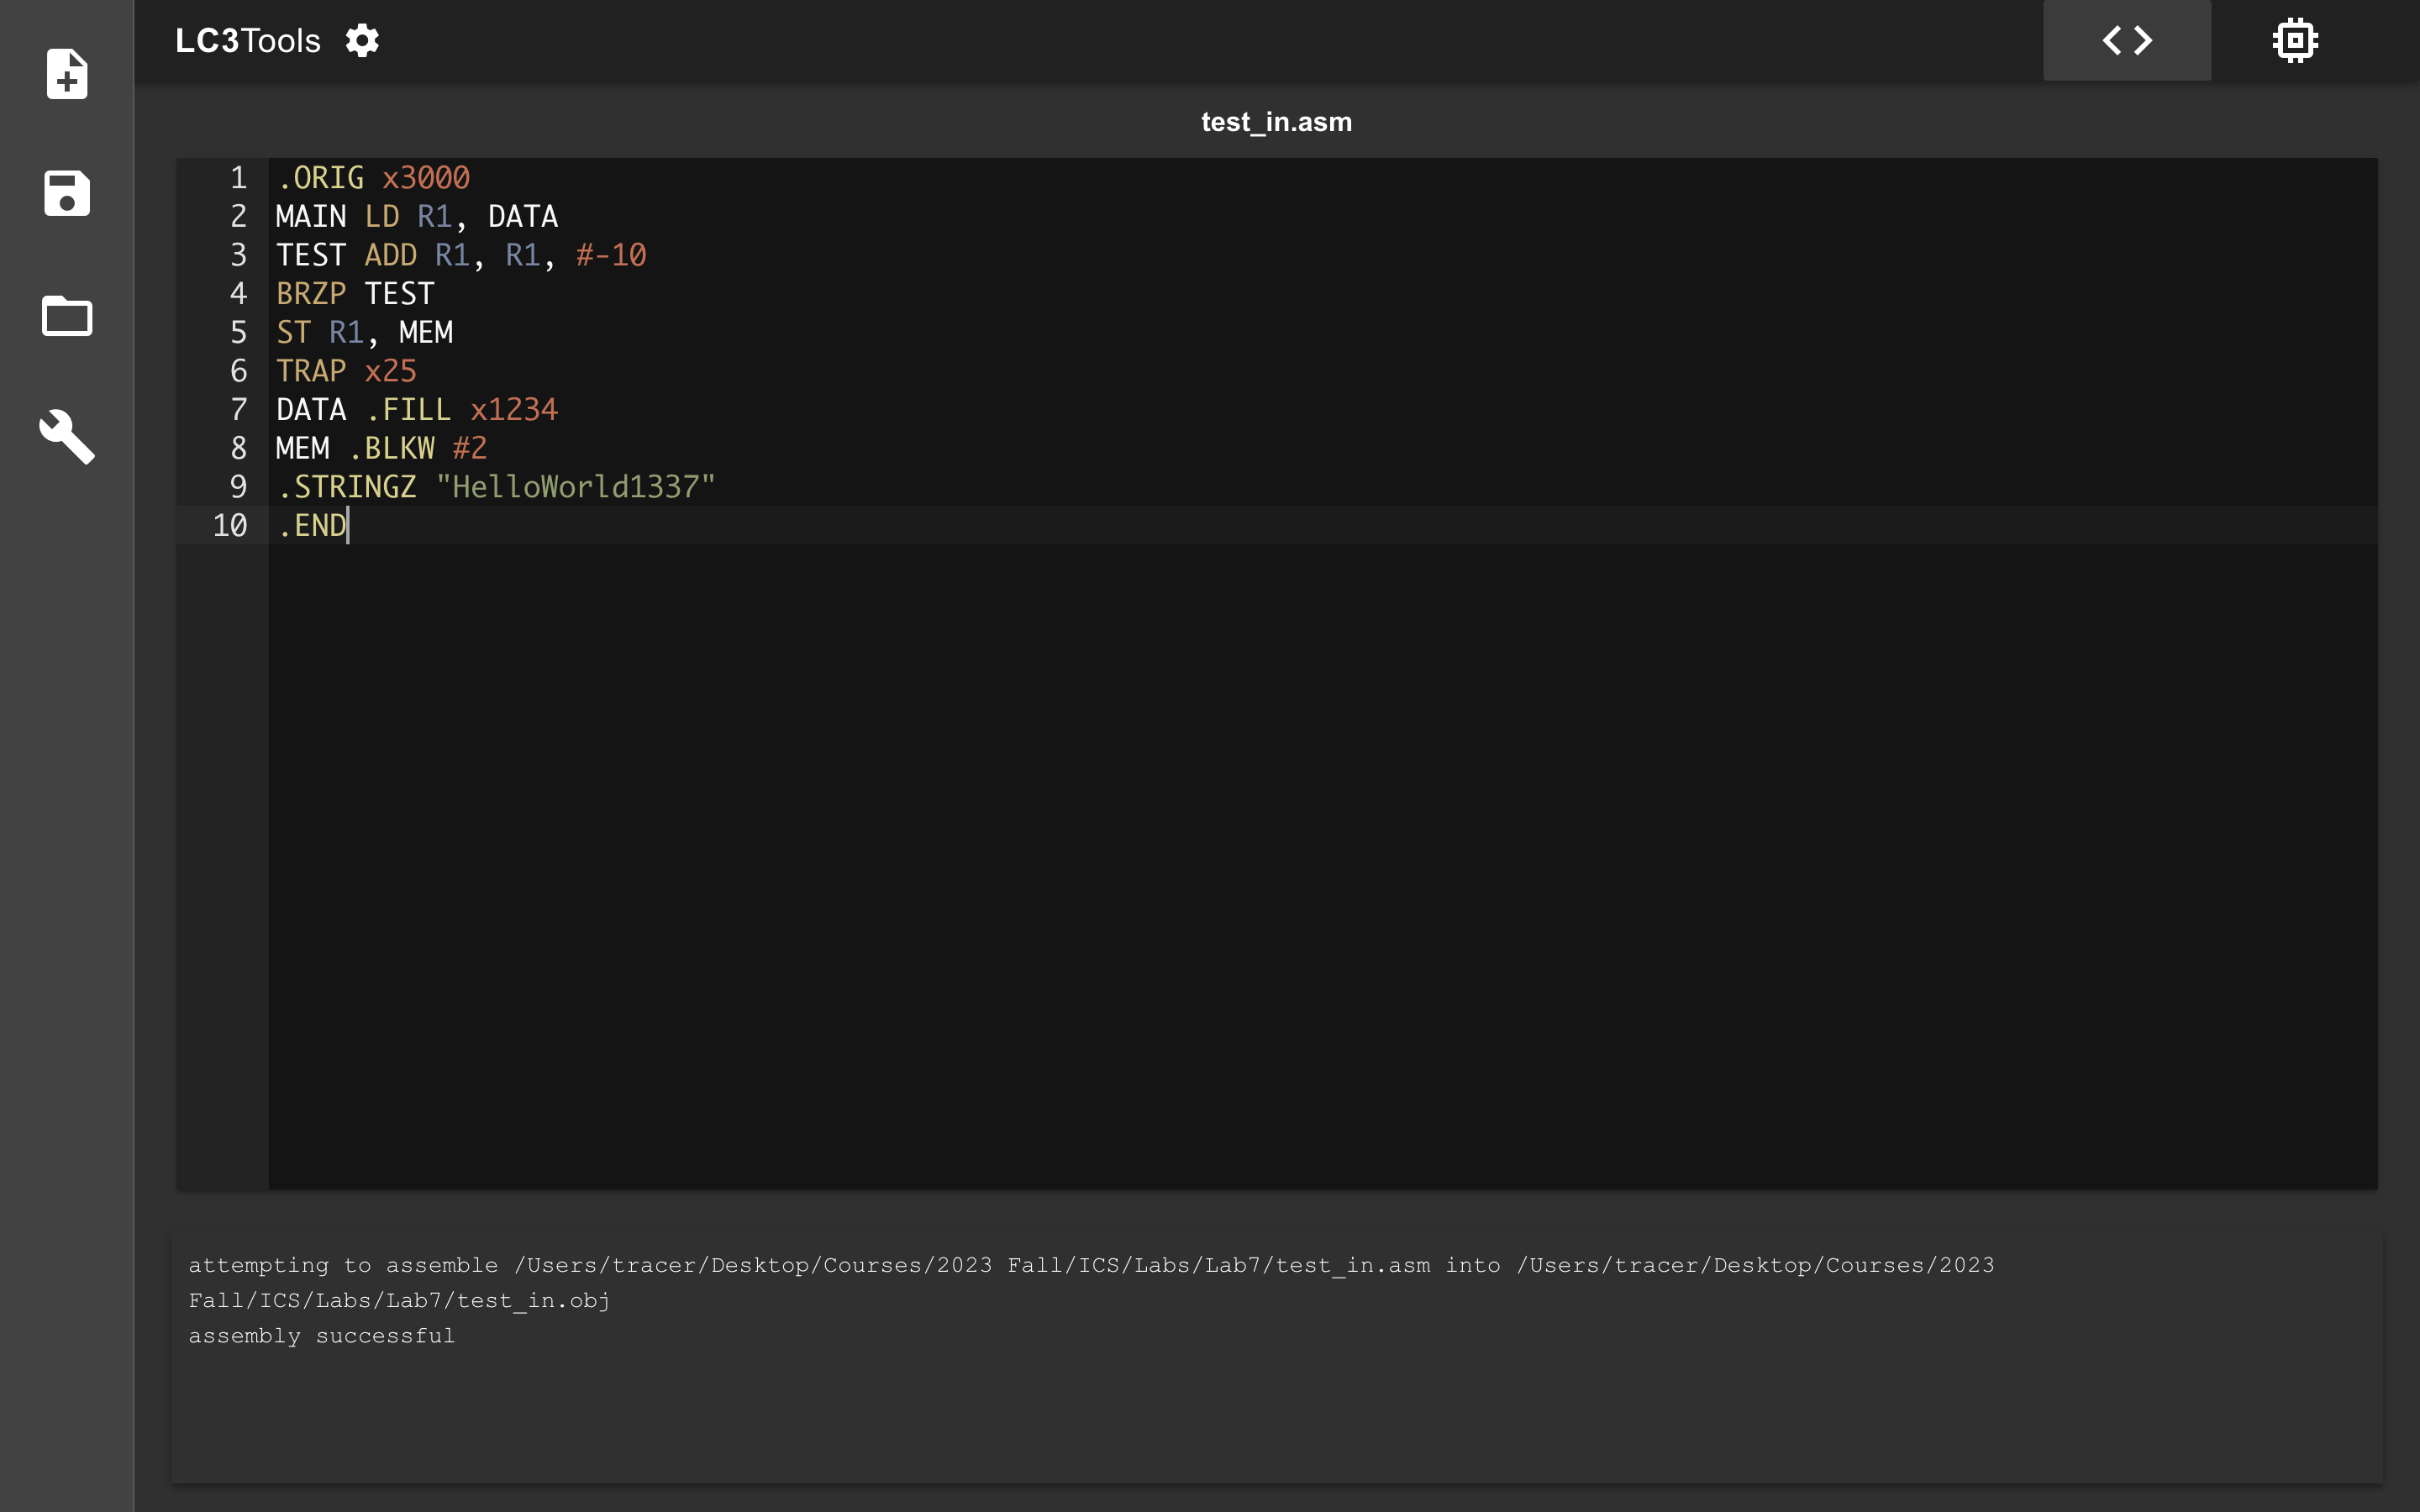 LC3Tools
test_in.asm
1 .ORIG x3000
2 MAIN LD R1, DATA
3 TEST ADD R1, R1, #-10
4 BRZP TEST
5 ST R1, MEM
6 TRAP x25
7 DATA .FILL x1234
8 MEM .BLKW #2
9 .STRINGZ "HelloWorld1337"
10 .END
attempting to assemble /Users/tracer/Desktop/Courses/2023 Fall/ICS/Labs/Lab7/test_in.asm into /Users/tracer/Desktop/Courses/2023
Fall/ICS/Labs/Lab7/test_in.obj
assembly successful